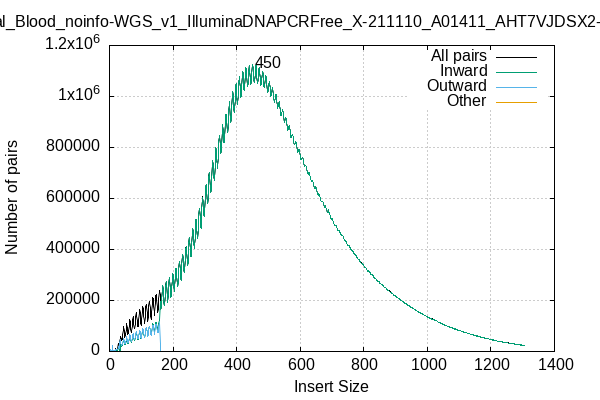 al_Blood_noinfo-WGS_v1_IlluminaDNAPCRFree_X-211110_A01411_AHT7VJDSX2-
1.2x10^6
1x10^6
800000
600000
400000
200000
0
Number of pairs
450
All pairs
Inward
Outward
Other
0 200 400 600 800 1000 1200 1400
Insert Size